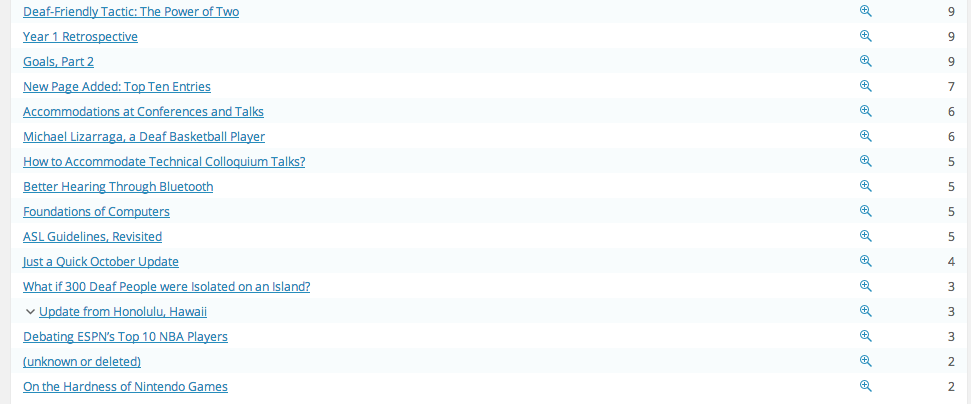 Deaf-Friendly Tactic: The Power of Two 9
Year 1 Retrospective 9
Goals, Part 2 9
New Page Added: Top Ten Entries 7
Accommodations at Conferences and Talks 6
Michael Lizarraga, a Deaf Basketball Player 6
How to Accommodate Technical Colloquium Talks? 5
Better Hearing Through Bluetooth 5
Foundations of Computers 5
ASL Guidelines, Revisited 5
Just a Quick October Update 4
What if 300 Deaf People were Isolated on an Island? 3
Update from Honolulu, Hawaii 3
Debating ESPN's Top 10 NBA Players 3
(unknown or deleted) 2
On the Hardness of Nintendo Games 2